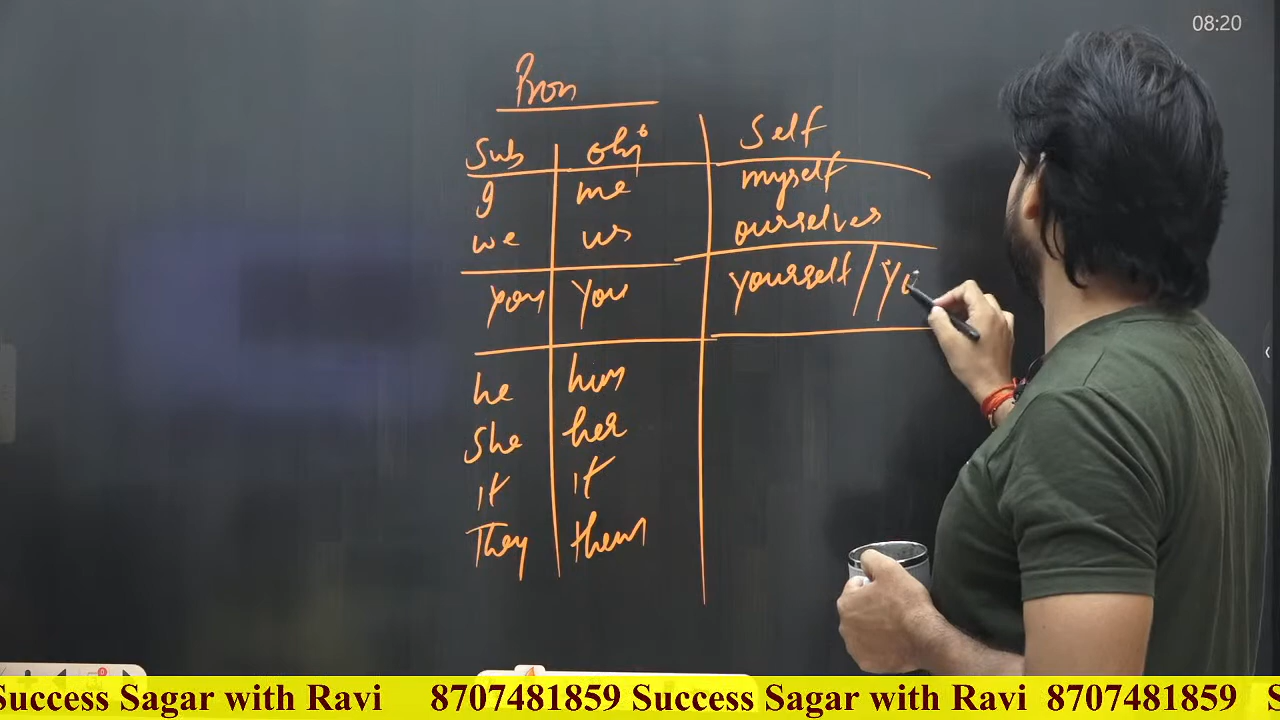 08:20
Pron
Sub obj Self
I me myself
we us ourselves
you you yourself / Yo
he him
She her
it it
They them
Success Sagar with Ravi 8707481859 Success Sagar with Ravi 8707481859 S